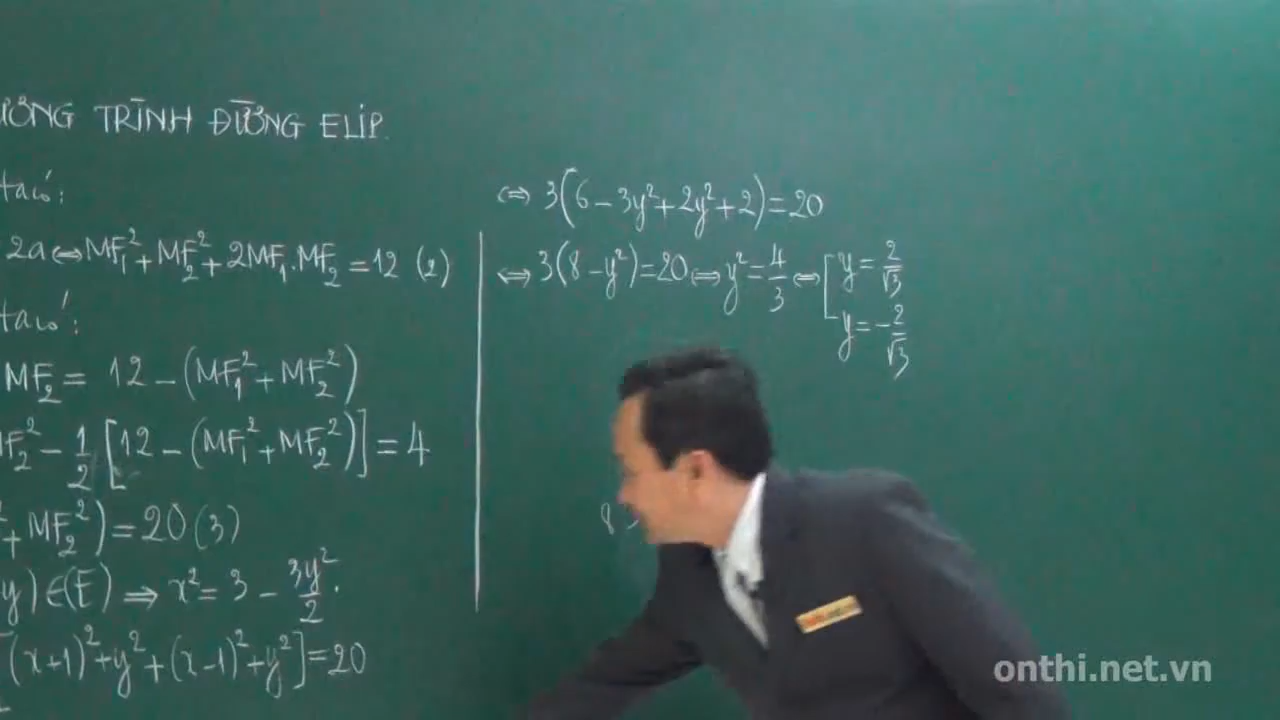 ƯƠNG TRÌNH ĐƯỜNG ELIP.
ta có:
2a ⇔ MF₁² + MF₂² + 2MF₁.MF₂ = 12 (2)
ta có:
MF₂ = 12 − (MF₁² + MF₂²)
MF₂² − 1/2 [12 − (MF₁² + MF₂²)] = 4
+ MF₂²) = 20 (3)
y) ∈ (E) ⇒ x² = 3 − 3y²/2.
(x+1)² + y² + (x−1)² + y²] = 20
⇔ 3(6 − 3y² + 2y² + 2) = 20
⇔ 3(8 − y²) = 20 ⇔ y² = 4/3 ⇔ [ y = 2/√3
y = −2/√3
8
onthi.net.vn